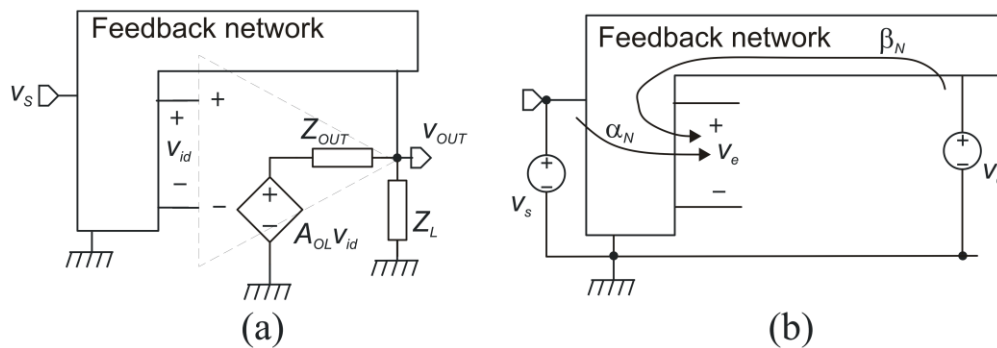 Feedback network
v_S
+
v_id
−
+
−
Z_OUT
v_OUT
+
−
A_OL v_id
Z_L
(a)
Feedback network
β_N
α_N
+
v_e
−
+
−
v_s
+
−
(b)